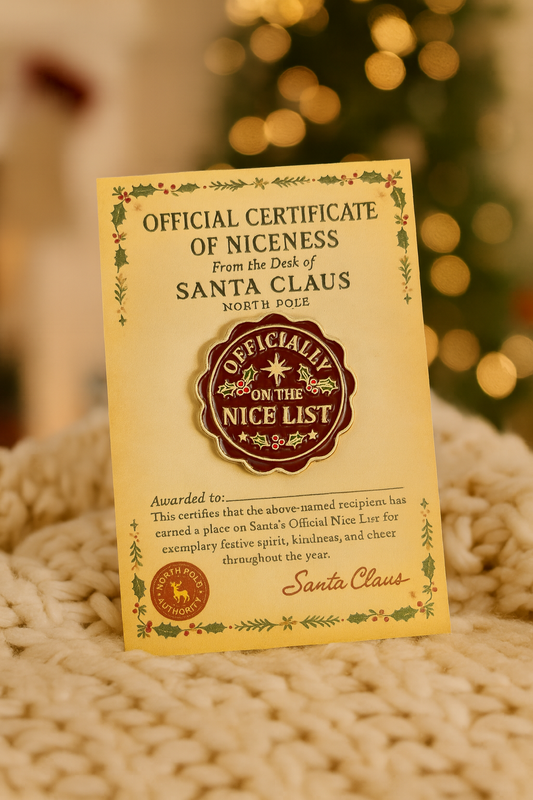 OFFICIAL CERTIFICATE
OF NICENESS
From the Desk of
SANTA CLAUS
NORTH POLE
OFFICIALLY
ON THE
NICE LIST
Awarded to:
This certifies that the above-named recipient has
earned a place on Santa's Official Nice List for
exemplary festive spirit, kindneas, and cheer
throughout the year.
NORTH POLE
AUTHORITY
Santa Claus